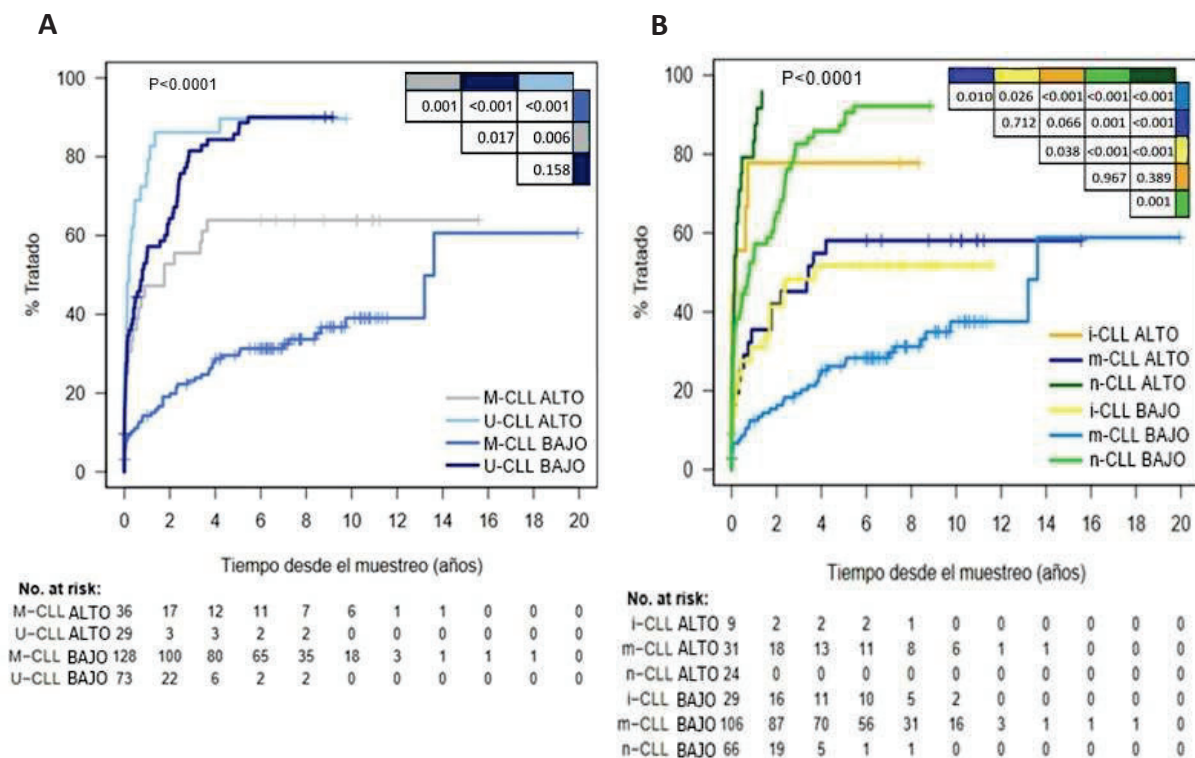 A
P<0.0001
0.001 <0.001 <0.001
0.017 0.006
0.158
% Tratado
100
80
60
40
20
0
M-CLL ALTO
U-CLL ALTO
M-CLL BAJO
U-CLL BAJO
0 2 4 6 8 10 12 14 16 18 20
Tiempo desde el muestreo (años)
No. at risk:
M-CLL ALTO 36 17 12 11 7 6 1 1 0 0 0
U-CLL ALTO 29 3 3 2 2 0 0 0 0 0 0
M-CLL BAJO 128 100 80 65 35 18 3 1 1 1 0
U-CLL BAJO 73 22 6 2 2 0 0 0 0 0 0
B
P<0.0001
0.010 0.026 <0.001 <0.001 <0.001
0.712 0.066 0.001 <0.001
0.038 <0.001 <0.001
0.967 0.389
0.001
% Tratado
100
80
60
40
20
0
i-CLL ALTO
m-CLL ALTO
n-CLL ALTO
i-CLL BAJO
m-CLL BAJO
n-CLL BAJO
0 2 4 6 8 10 12 14 16 18 20
Tiempo desde el muestreo (años)
No. at risk:
i-CLL ALTO 9 2 2 2 1 0 0 0 0 0 0
m-CLL ALTO 31 18 13 11 8 6 1 1 0 0 0
n-CLL ALTO 24 0 0 0 0 0 0 0 0 0 0
i-CLL BAJO 29 16 11 10 5 2 0 0 0 0 0
m-CLL BAJO 106 87 70 56 31 16 3 1 1 1 0
n-CLL BAJO 66 19 5 1 1 0 0 0 0 0 0